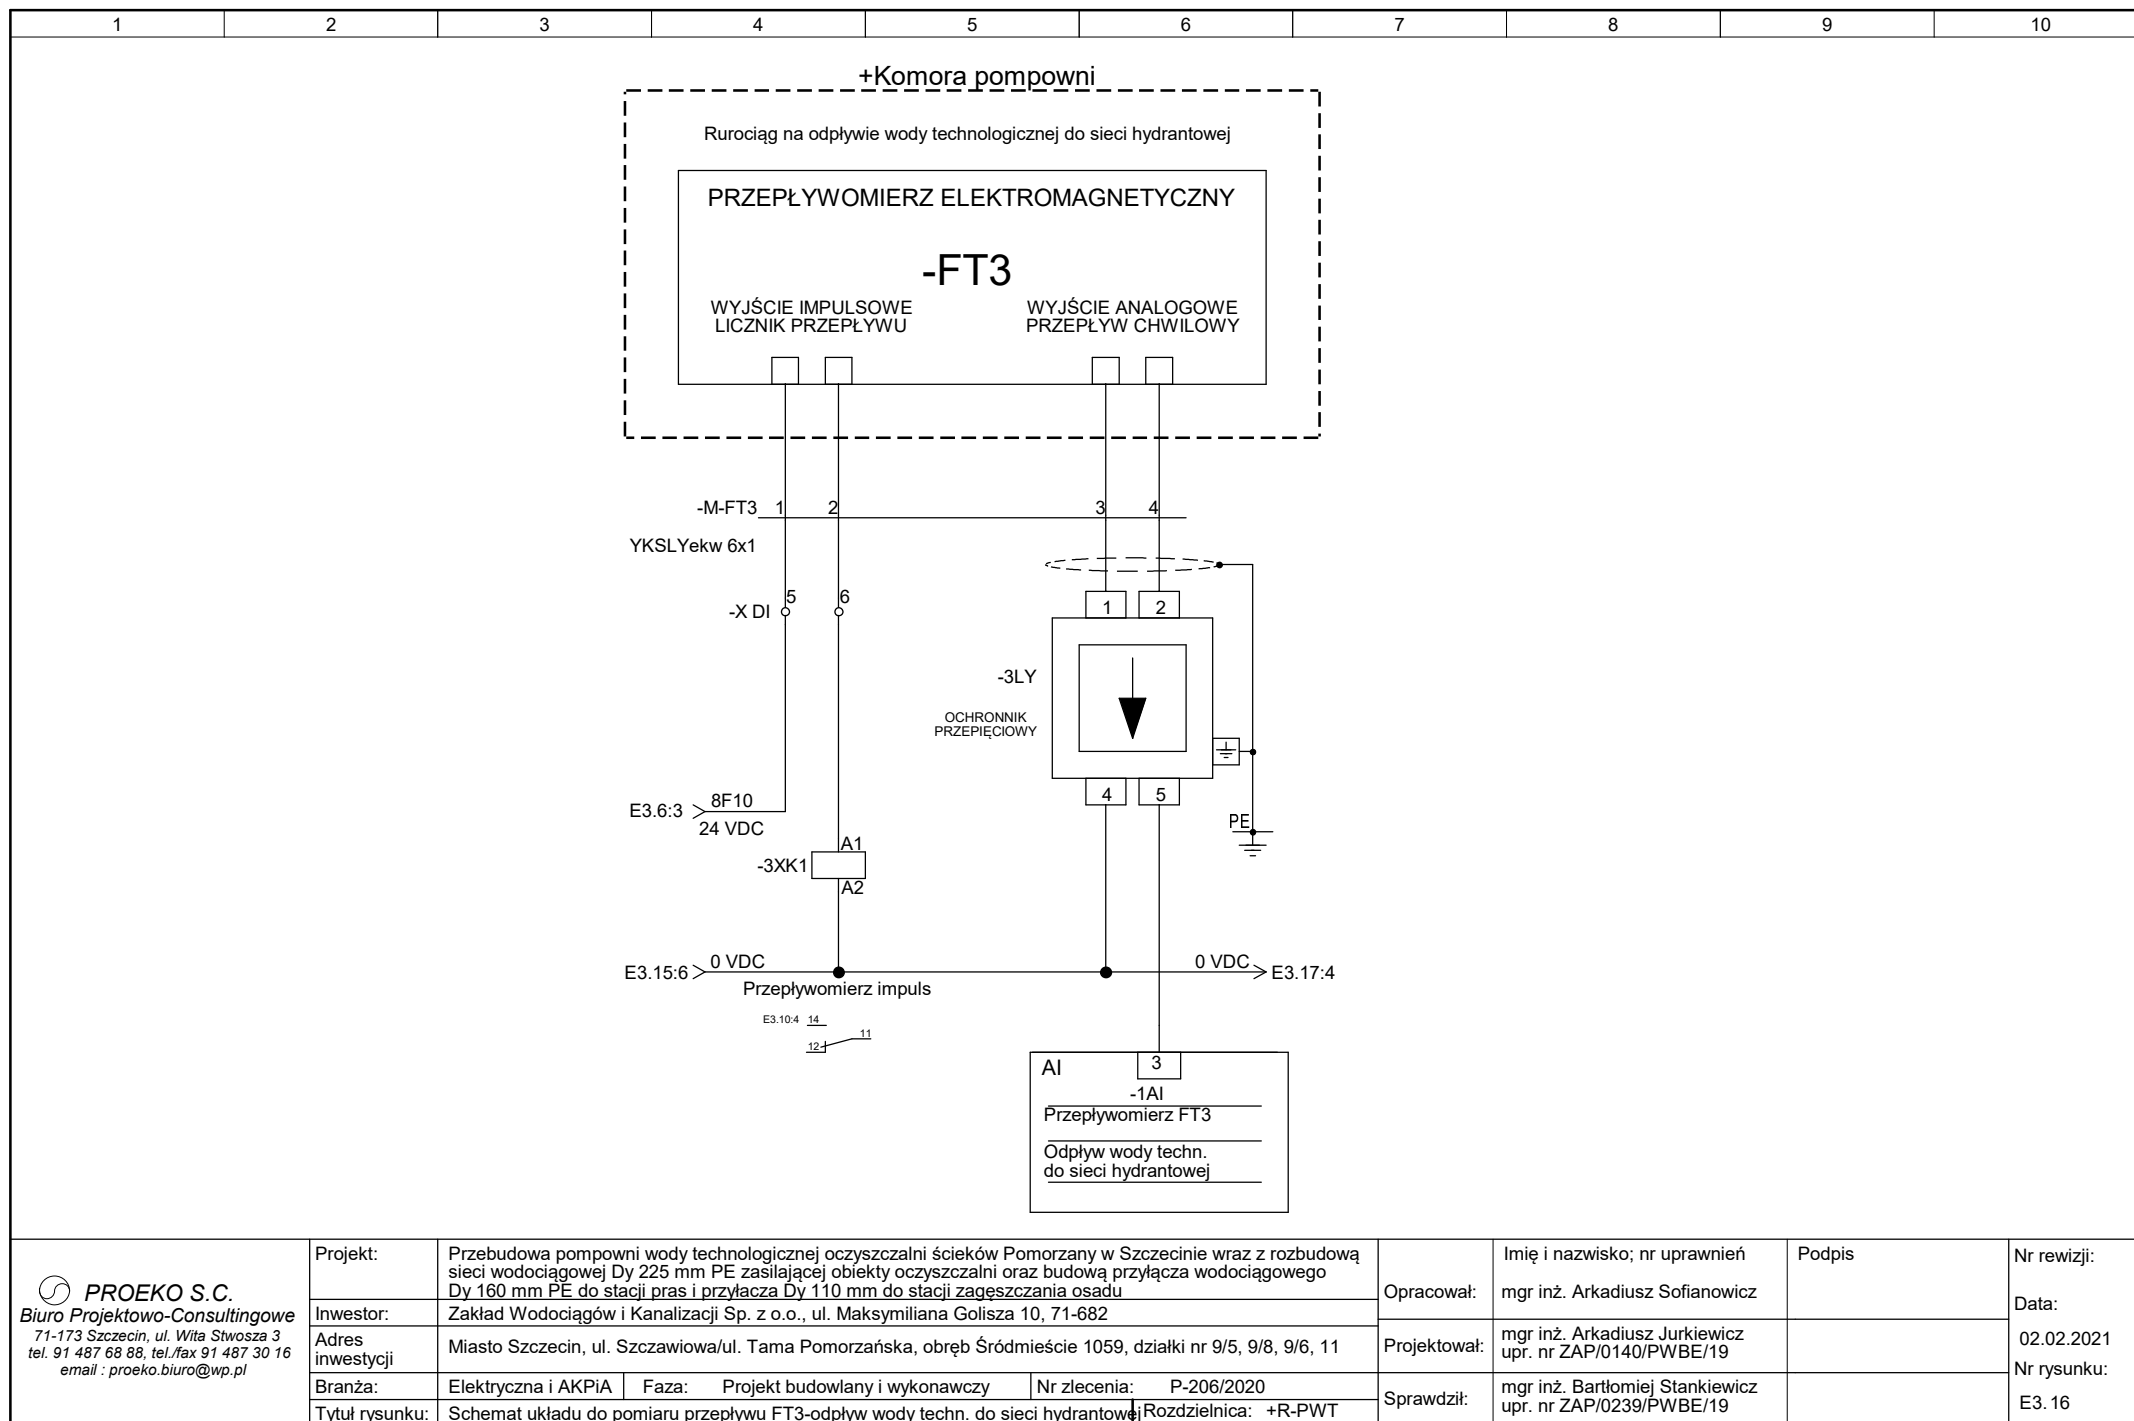 1 2 3 4 5 6 7 8 9 10
+Komora pompowni
Rurociąg na odpływie wody technologicznej do sieci hydrantowej
PRZEPŁYWOMIERZ ELEKTROMAGNETYCZNY
-FT3
WYJŚCIE IMPULSOWE
LICZNIK PRZEPŁYWU
WYJŚCIE ANALOGOWE
PRZEPŁYW CHWILOWY
-M-FT3 1 2 3 4
YKSLYekw 6x1
-X DI 5 6
1 2
-3LY
OCHRONNIK
PRZEPIĘCIOWY
4 5
E3.6:3 8F10
24 VDC
PE
A1
-3XK1
A2
E3.15:6 0 VDC 0 VDC E3.17:4
Przepływomierz impuls
E3.10:4 14
11
12
AI 3
-1AI
Przepływomierz FT3
Odpływ wody techn.
do sieci hydrantowej
PROEKO S.C.
Biuro Projektowo-Consultingowe
71-173 Szczecin, ul. Wita Stwosza 3
tel. 91 487 68 88, tel./fax 91 487 30 16
email : proeko.biuro@wp.pl
Projekt: Przebudowa pompowni wody technologicznej oczyszczalni ścieków Pomorzany w Szczecinie wraz z rozbudową
sieci wodociągowej Dy 225 mm PE zasilającej obiekty oczyszczalni oraz budową przyłącza wodociągowego
Dy 160 mm PE do stacji pras i przyłacza Dy 110 mm do stacji zagęszczania osadu
Inwestor: Zakład Wodociągów i Kanalizacji Sp. z o.o., ul. Maksymiliana Golisza 10, 71-682
Adres
inwestycji
Miasto Szczecin, ul. Szczawiowa/ul. Tama Pomorzańska, obręb Śródmieście 1059, działki nr 9/5, 9/8, 9/6, 11
Branża: Elektryczna i AKPiA Faza: Projekt budowlany i wykonawczy Nr zlecenia: P-206/2020
Tytuł rysunku: Schemat układu do pomiaru przepływu FT3-odpływ wody techn. do sieci hydrantowej Rozdzielnica: +R-PWT
Imię i nazwisko; nr uprawnień Podpis
Opracował: mgr inż. Arkadiusz Sofianowicz
Projektował: mgr inż. Arkadiusz Jurkiewicz
upr. nr ZAP/0140/PWBE/19
Sprawdził: mgr inż. Bartłomiej Stankiewicz
upr. nr ZAP/0239/PWBE/19
Nr rewizji:
Data:
02.02.2021
Nr rysunku:
E3.16